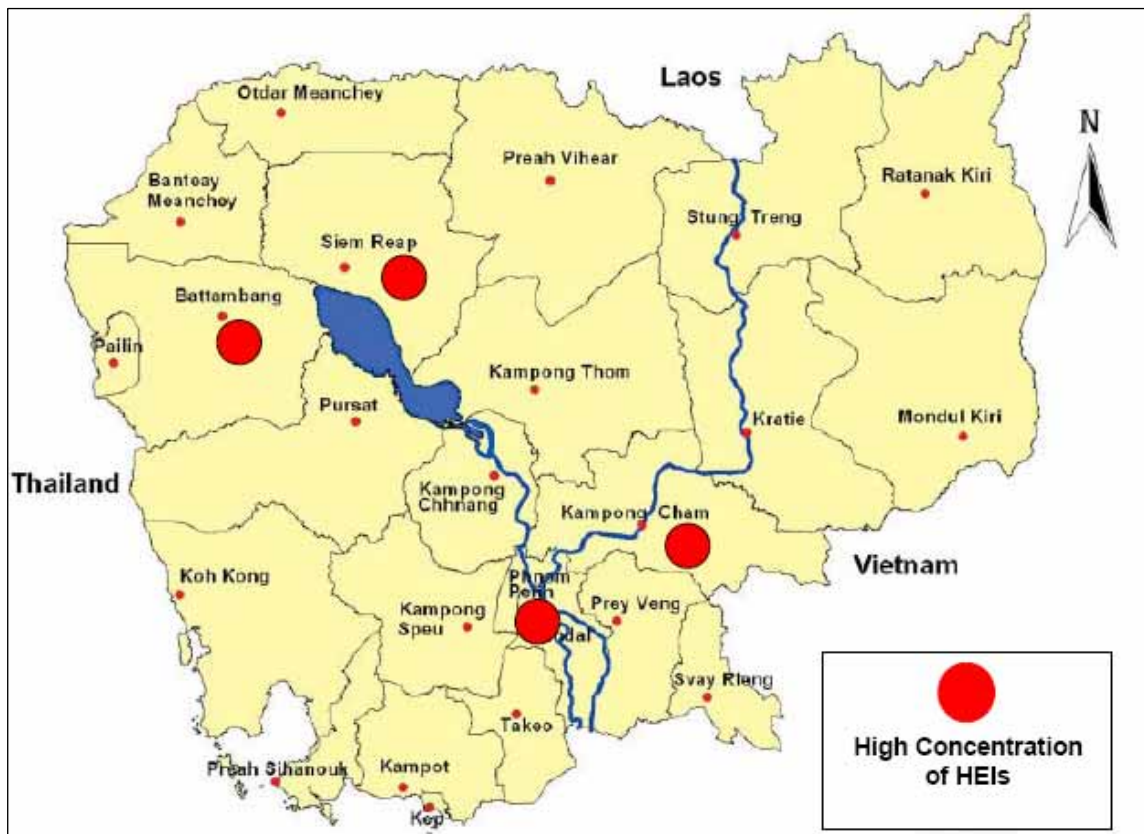 Laos
Otdar Meanchey
N
Preah Vihear
Ratanak Kiri
Banteay
Meanchey
Stung Treng
Siem Reap
Battambang
Pailin
Kampong Thom
Pursat
Kratie
Mondul Kiri
Thailand
Kampong
Chhnang
Kampong Cham
Vietnam
Koh Kong
Phnom
Penh
Kampong
Speu
Prey Veng
Svay Rieng
Takeo
Preah Sihanouk
Kampot
Kep
High Concentration
of HEIs